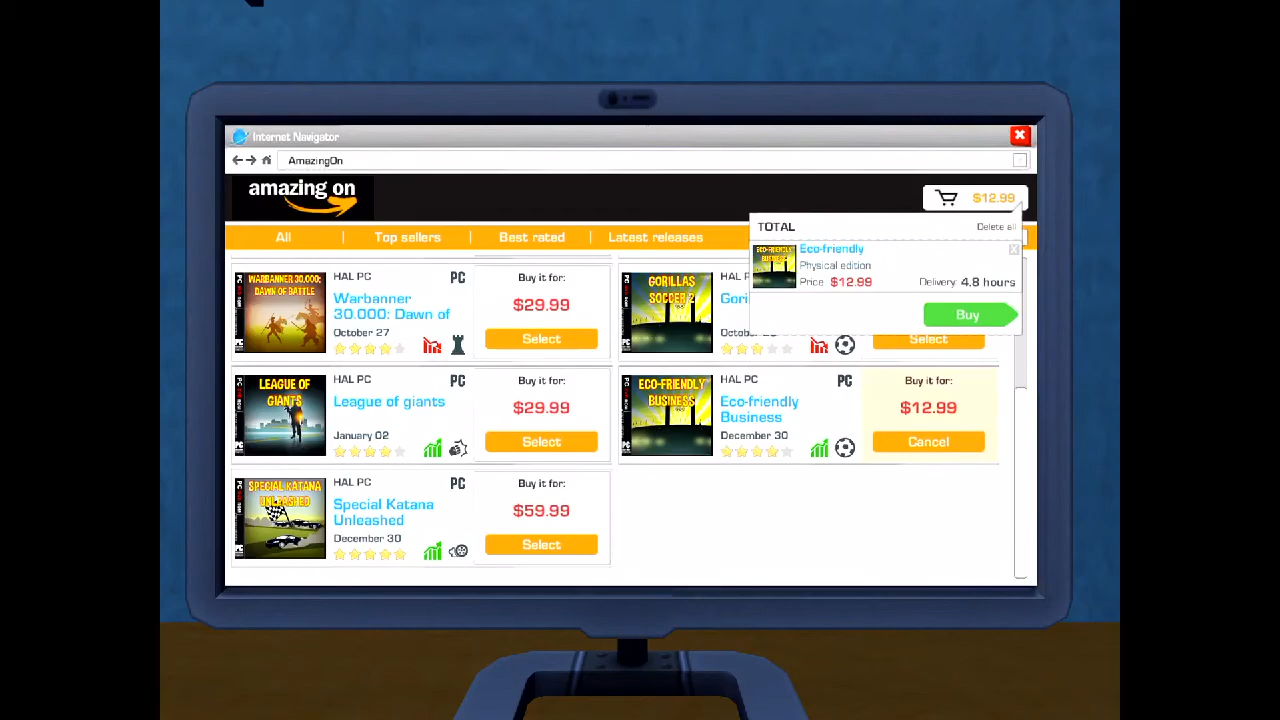 Internet Navigator
AmazingOn
amazing on
$12.99
All
Top sellers
Best rated
Latest releases
TOTAL
Delete all
ECO-FRIENDLY
Eco-friendly
Physical edition
Price $12.99
Delivery: 4.8 hours
Buy
WARBANNER 30.000:
DAWN OF BATTLE
HAL PC
PC
Warbanner
30.000: Dawn of
October 27
Buy it for:
$29.99
Select
GORILLAS
SOCCER 2
HAL P
Gori
Select
LEAGUE OF
GIANTS
HAL PC
PC
League of giants
January 02
Buy it for:
$29.99
Select
ECO-FRIENDLY
BUSINESS
HAL PC
PC
Eco-friendly
Business
December 30
Buy it for:
$12.99
Cancel
SPECIAL KATANA
UNLEASHED
HAL PC
PC
Special Katana
Unleashed
December 30
Buy it for:
$59.99
Select